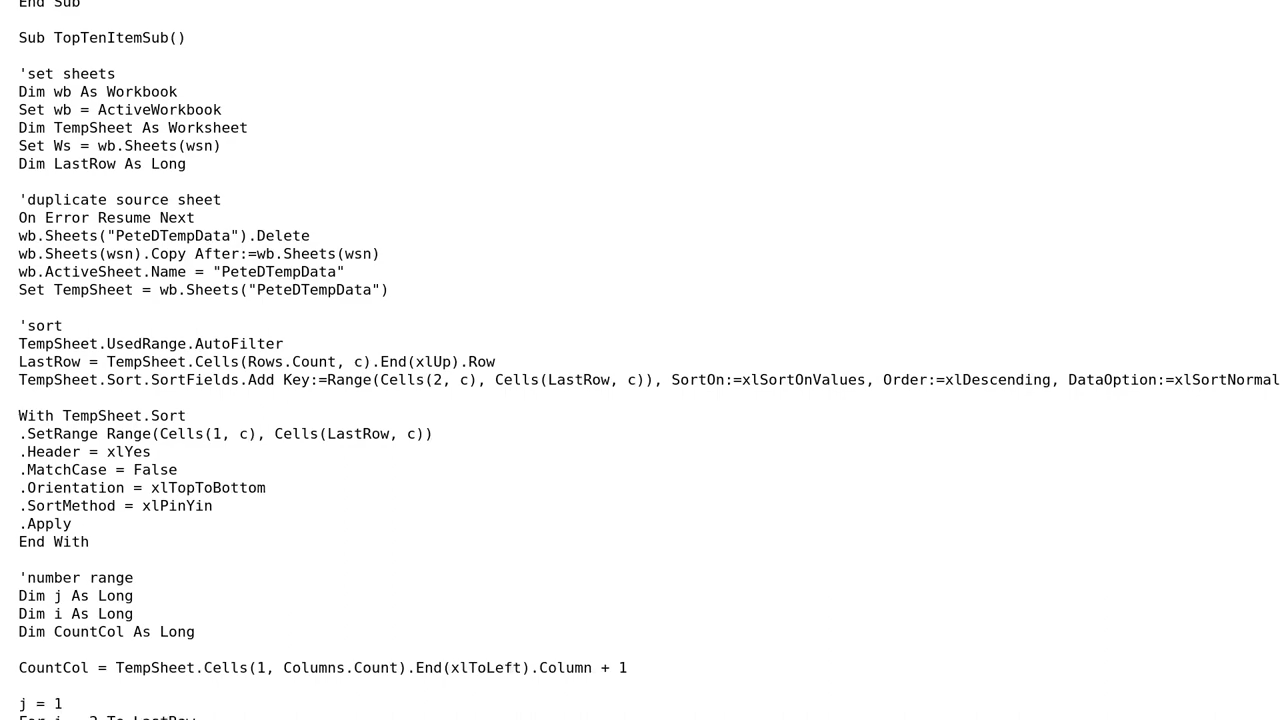 End Sub
Sub TopTenItemSub()
'set sheets
Dim wb As Workbook
Set wb = ActiveWorkbook
Dim TempSheet As Worksheet
Set Ws = wb.Sheets(wsn)
Dim LastRow As Long
'duplicate source sheet
On Error Resume Next
wb.Sheets("PeteDTempData").Delete
wb.Sheets(wsn).Copy After:=wb.Sheets(wsn)
wb.ActiveSheet.Name = "PeteDTempData"
Set TempSheet = wb.Sheets("PeteDTempData")
'sort
TempSheet.UsedRange.AutoFilter
LastRow = TempSheet.Cells(Rows.Count, c).End(xlUp).Row
TempSheet.Sort.SortFields.Add Key:=Range(Cells(2, c), Cells(LastRow, c)), SortOn:=xlSortOnValues, Order:=xlDescending, DataOption:=xlSortNormal
With TempSheet.Sort
.SetRange Range(Cells(1, c), Cells(LastRow, c))
.Header = xlYes
.MatchCase = False
.Orientation = xlTopToBottom
.SortMethod = xlPinYin
.Apply
End With
'number range
Dim j As Long
Dim i As Long
Dim CountCol As Long
CountCol = TempSheet.Cells(1, Columns.Count).End(xlToLeft).Column + 1
j = 1
For i = 2 To LastRow